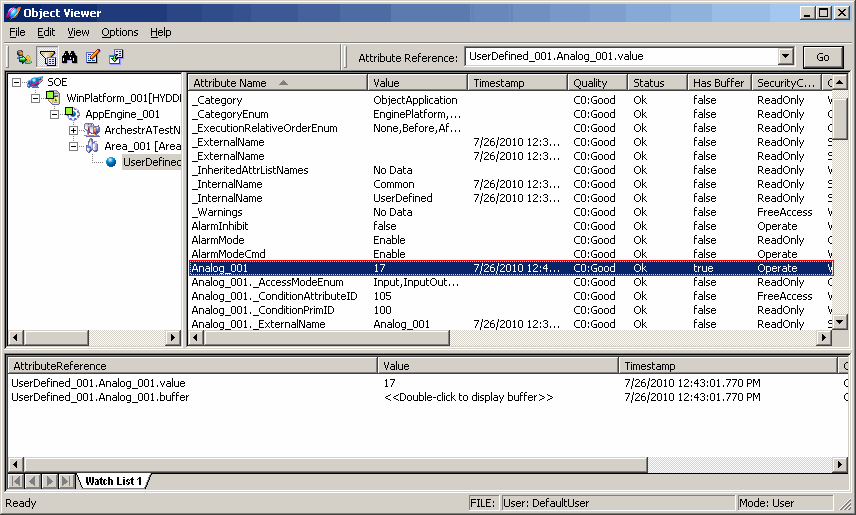 Object Viewer
File Edit View Options Help
Attribute Reference: UserDefined_001.Analog_001.value Go
SOE
WinPlatform_001[HYDD
AppEngine_001
ArchestrATestN
Area_001 [Area
UserDefined
Attribute Name Value Timestamp Quality Status Has Buffer SecurityC...
_Category ObjectApplication C0:Good Ok false ReadOnly
_CategoryEnum EnginePlatform,... C0:Good Ok false ReadOnly
_ExecutionRelativeOrderEnum None,Before,Af... C0:Good Ok false ReadOnly
_ExternalName 7/26/2010 12:3... C0:Good Ok false ReadOnly
_ExternalName 7/26/2010 12:3... C0:Good Ok false ReadOnly
_InheritedAttrListNames No Data C0:Good Ok false ReadOnly
_InternalName Common 7/26/2010 12:3... C0:Good Ok false ReadOnly
_InternalName UserDefined 7/26/2010 12:3... C0:Good Ok false ReadOnly
_Warnings No Data C0:Good Ok false FreeAccess
AlarmInhibit false C0:Good Ok false Operate
AlarmMode Enable C0:Good Ok false ReadOnly
AlarmModeCmd Enable C0:Good Ok false Operate
Analog_001 17 7/26/2010 12:4... C0:Good Ok true Operate
Analog_001._AccessModeEnum Input,InputOut... C0:Good Ok false ReadOnly
Analog_001._ConditionAttributeID 105 C0:Good Ok false FreeAccess
Analog_001._ConditionPrimID 100 C0:Good Ok false ReadOnly
Analog_001._ExternalName Analog_001 7/26/2010 12:3... C0:Good Ok false ReadOnly
AttributeReference Value Timestamp
UserDefined_001.Analog_001.value 17 7/26/2010 12:43:01.770 PM
UserDefined_001.Analog_001.buffer <<Double-click to display buffer>> 7/26/2010 12:43:01.770 PM
Watch List 1
Ready FILE: User: DefaultUser Mode: User